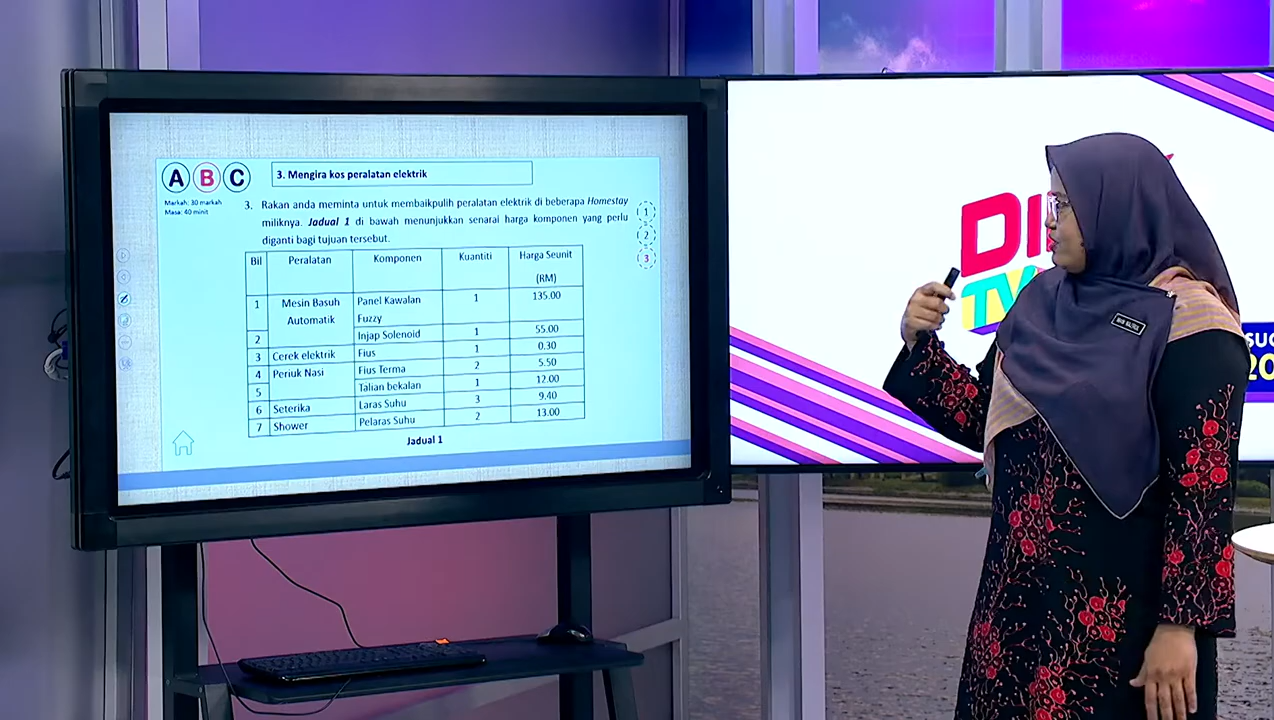 A B C
3. Mengira kos peralatan elektrik
Markah: 30 markah
Masa: 40 minit
3. Rakan anda meminta untuk membaikpulih peralatan elektrik di beberapa Homestay
miliknya. Jadual 1 di bawah menunjukkan senarai harga komponen yang perlu
diganti bagi tujuan tersebut.
1
2
3
Bil Peralatan Komponen Kuantiti Harga Seunit (RM)
1 Mesin Basuh Automatik Panel Kawalan Fuzzy 1 135.00
2 Injap Solenoid 1 55.00
3 Cerek elektrik Fius 1 0.30
4 Periuk Nasi Fius Terma 2 5.50
5 Talian bekalan 1 12.00
6 Seterika Laras Suhu 3 9.40
7 Shower Pelaras Suhu 2 13.00
Jadual 1
TV